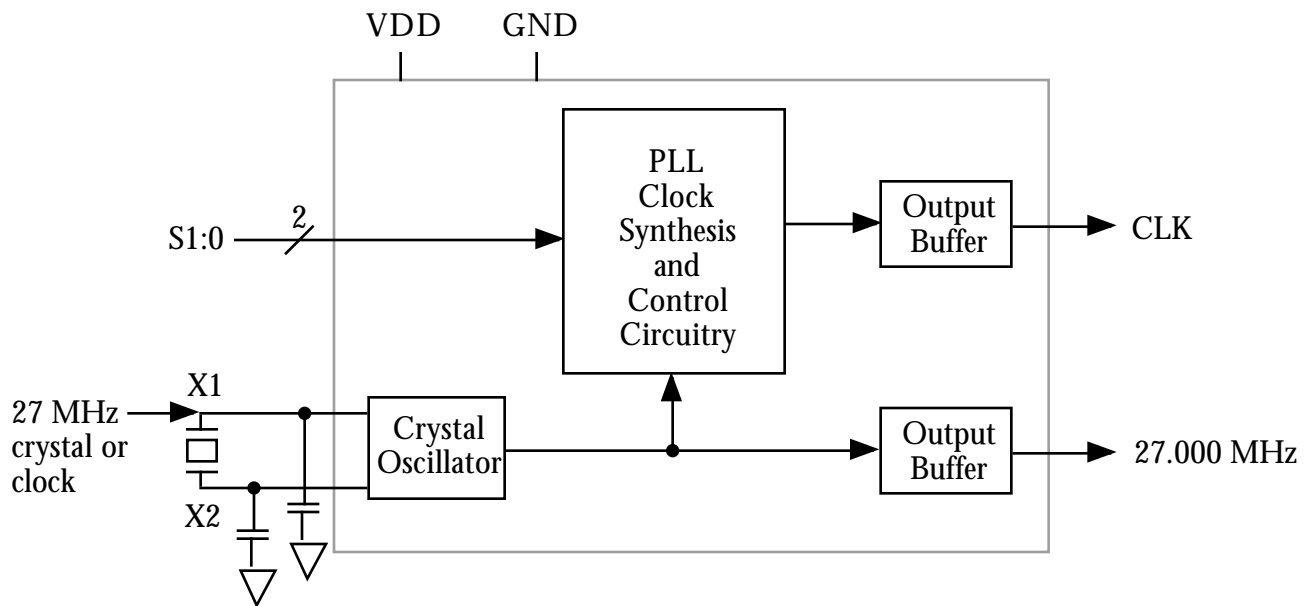 VDD
GND
PLL
Clock
Synthesis
and
Control
Circuitry
Output
Buffer
CLK
S1:0
2
X1
27 MHz
crystal or
clock
X2
Crystal
Oscillator
Output
Buffer
27.000 MHz